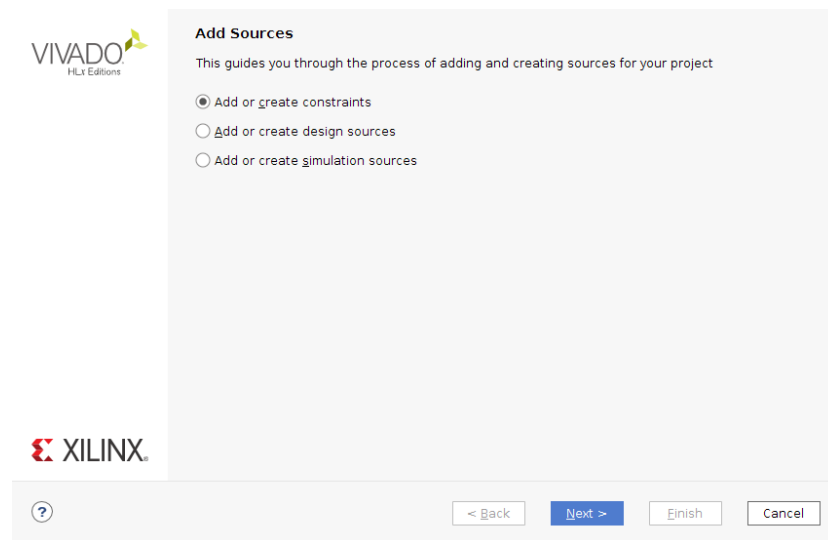 VIVADO.
HLx Editions
Add Sources
This guides you through the process of adding and creating sources for your project
Add or create constraints
Add or create design sources
Add or create simulation sources
XILINX.
?
< Back
Next >
Finish
Cancel